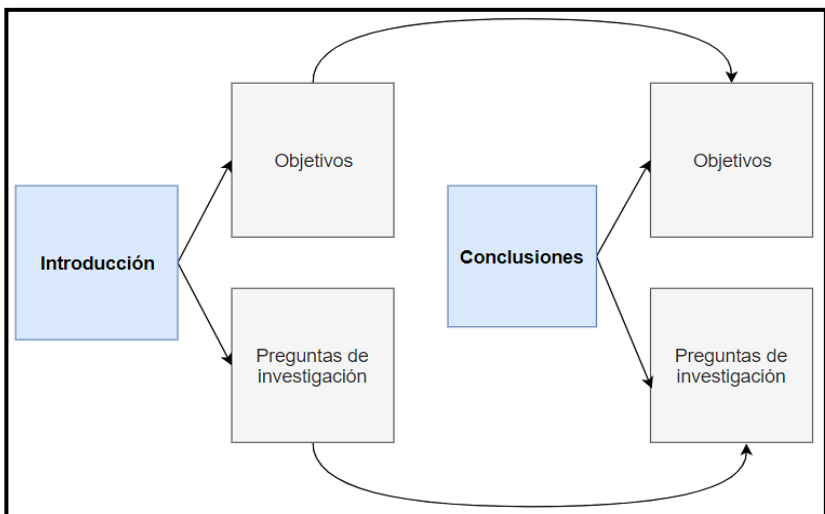 Introducción
Objetivos
Preguntas de
investigación
Conclusiones
Objetivos
Preguntas de
investigación